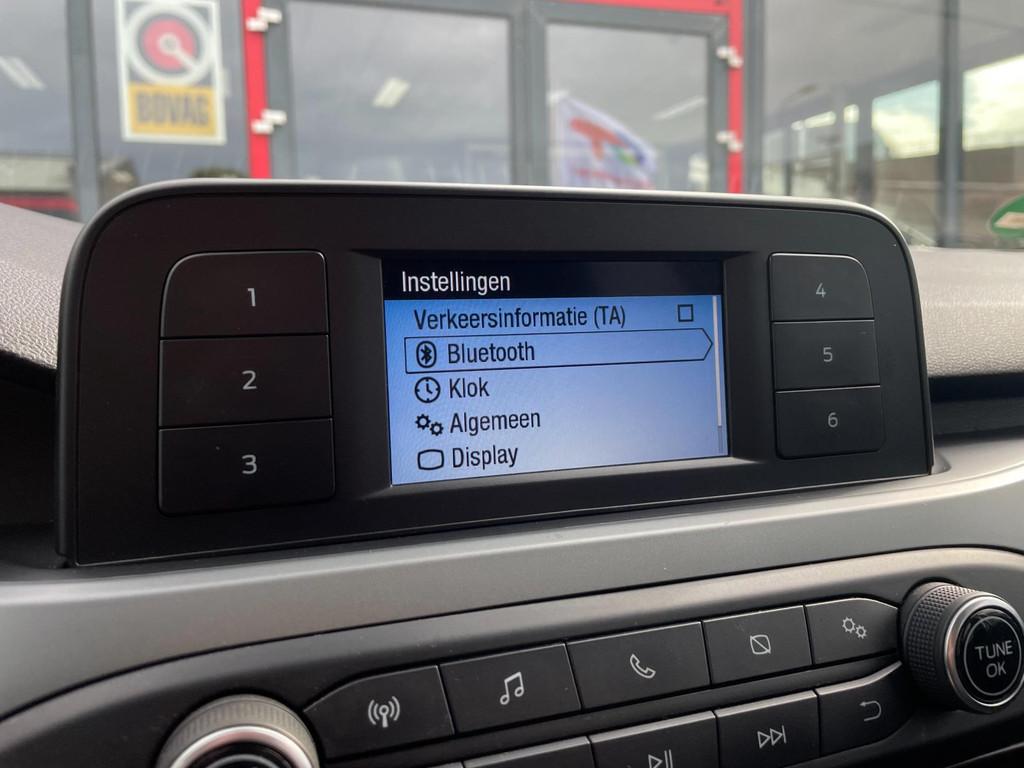 BOVAG
1
2
3
Instellingen
Verkeersinformatie (TA)
Bluetooth
Klok
Algemeen
Display
4
5
6
TUNE
OK